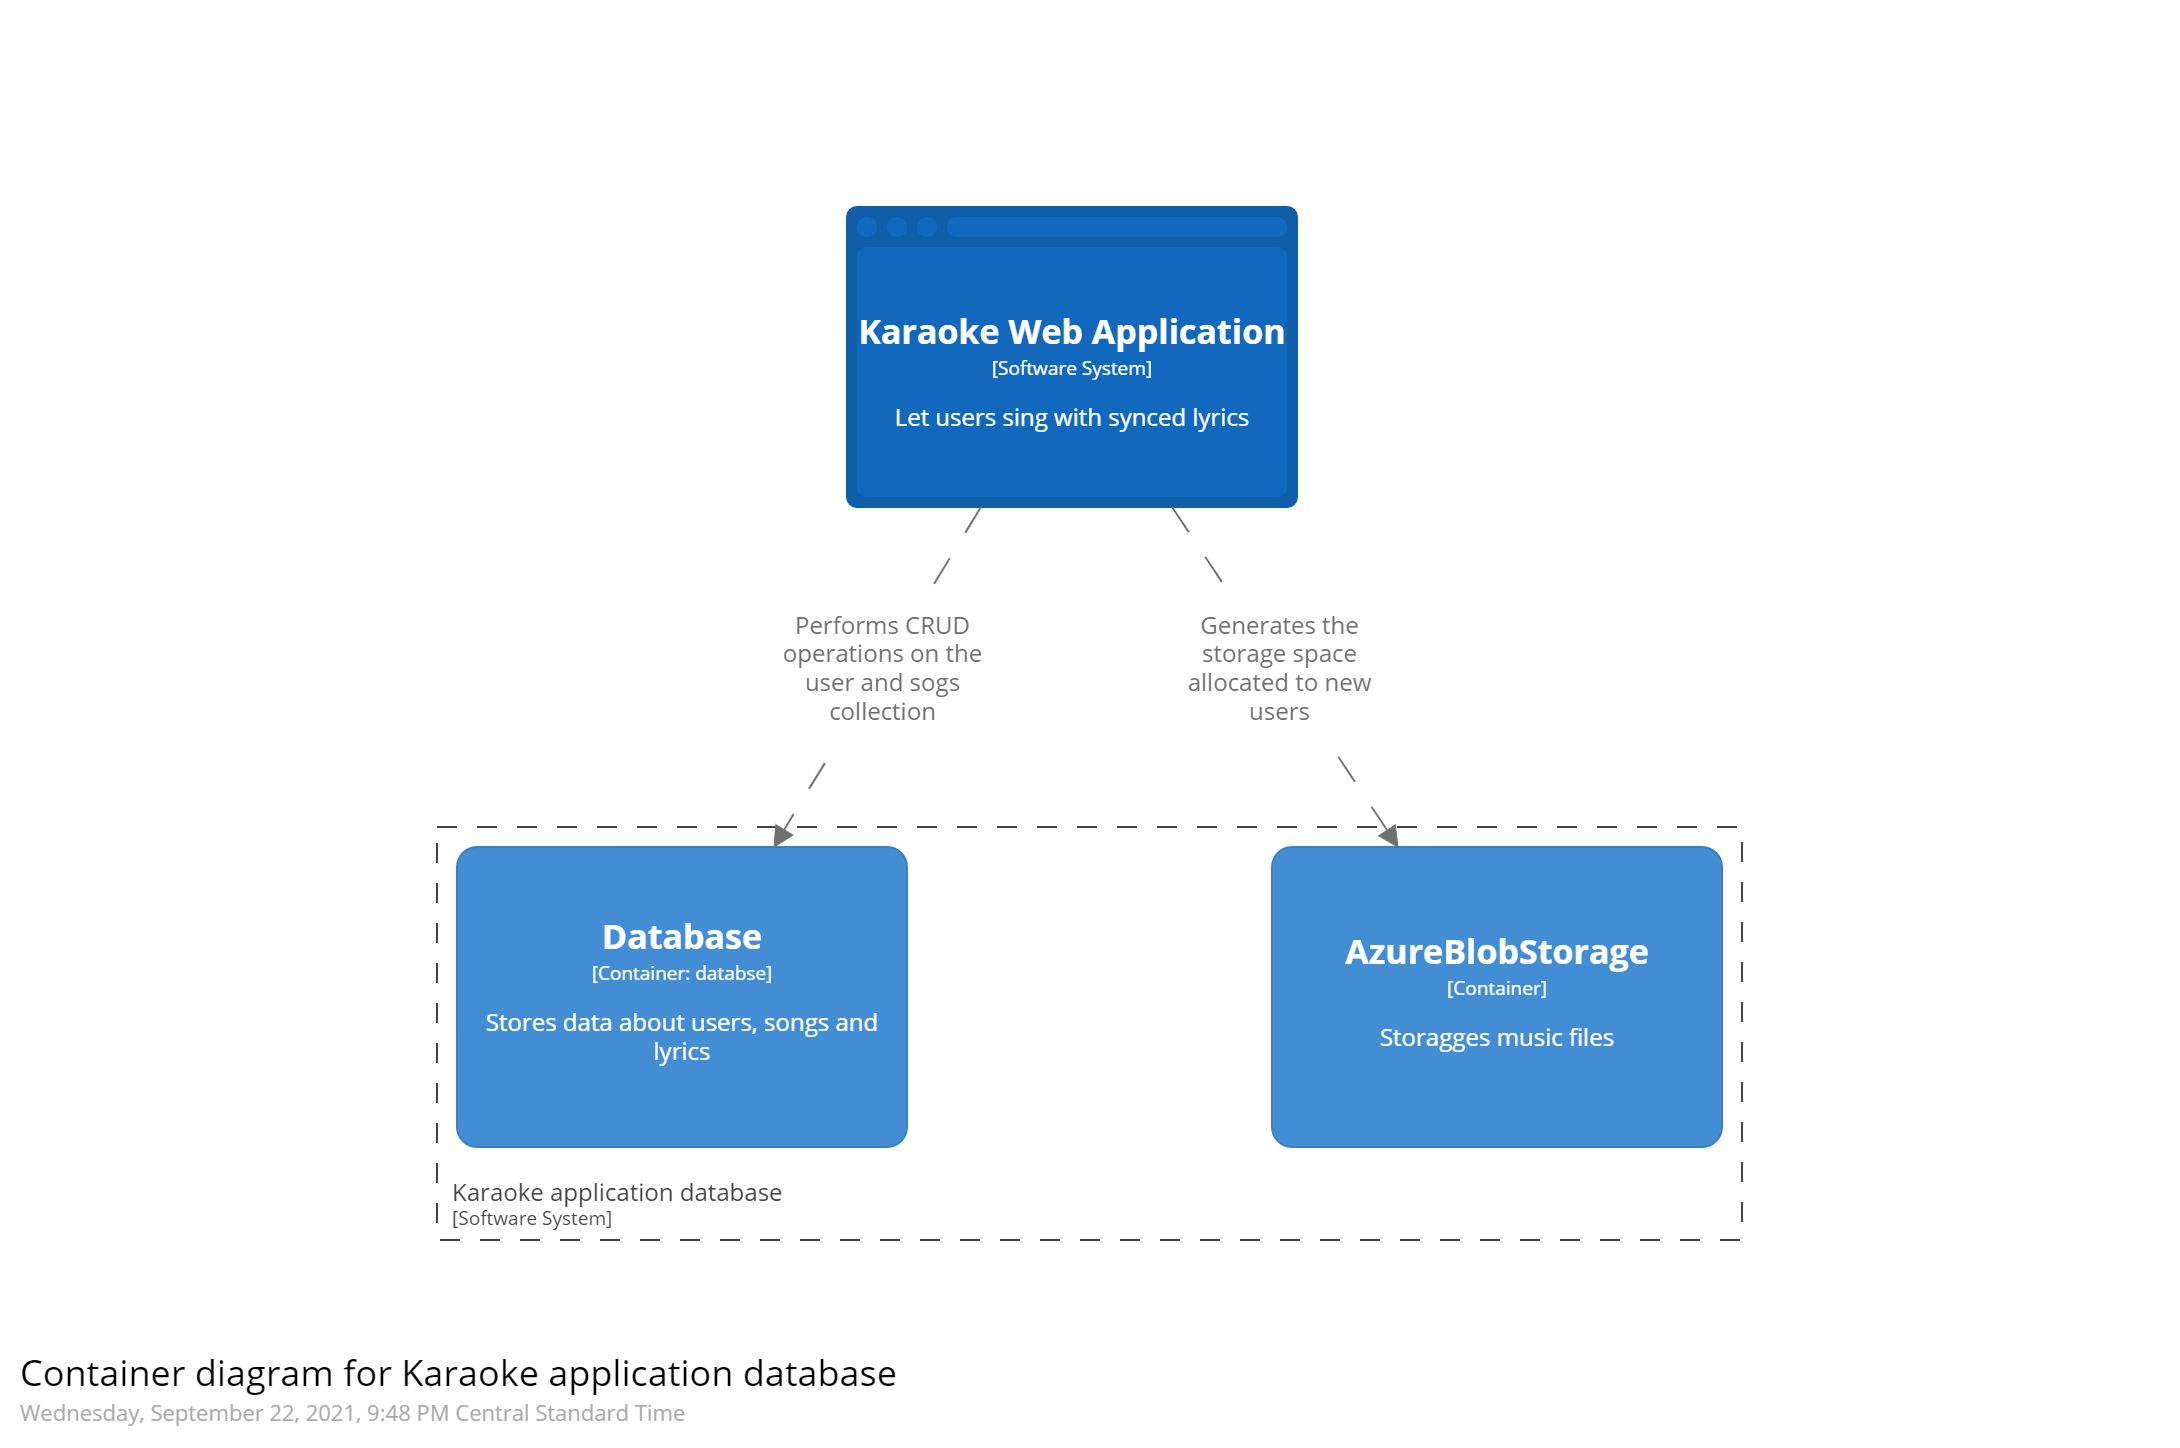 Karaoke Web Application
[Software System]
Let users sing with synced lyrics
Performs CRUD
operations on the
user and sogs
collection
Generates the
storage space
allocated to new
users
Database
[Container: databse]
Stores data about users, songs and
lyrics
AzureBlobStorage
[Container]
Storagges music files
Karaoke application database
[Software System]
Container diagram for Karaoke application database
Wednesday, September 22, 2021, 9:48 PM Central Standard Time